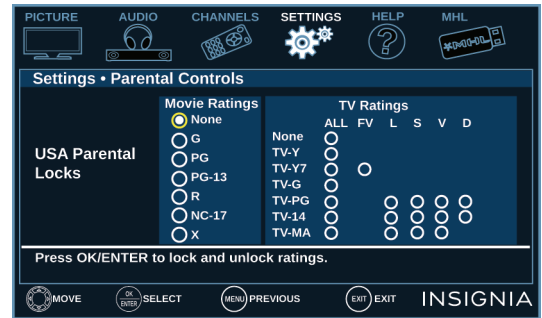 PICTURE AUDIO CHANNELS SETTINGS HELP MHL
MHL
Settings • Parental Controls
Movie Ratings
TV Ratings
None
ALL FV L S V D
G
None
PG
TV-Y
USA Parental Locks
PG-13
TV-Y7
R
TV-G
NC-17
TV-PG
X
TV-14
TV-MA
Press OK/ENTER to lock and unlock ratings.
MOVE
OK
ENTER
SELECT
MENU
PREVIOUS
EXIT
EXIT
INSIGNIA